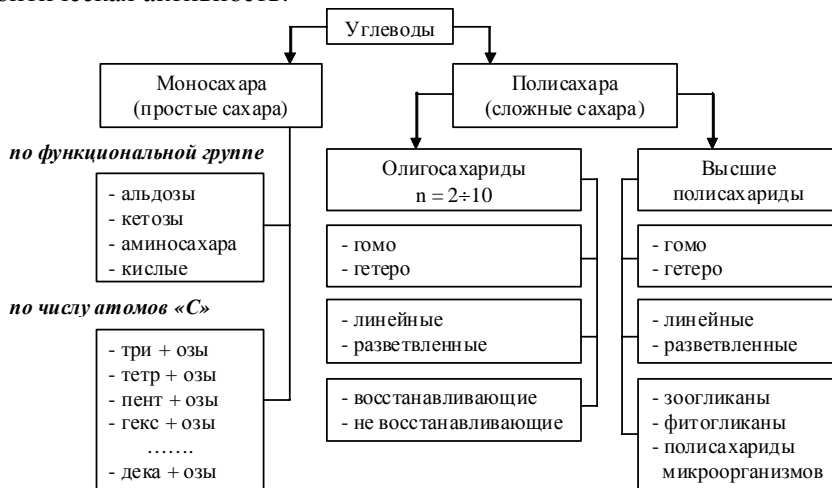 оптическая активность.
Углеводы
Моносахара
(простые сахара)
Полисахара
(сложные сахара)
по функциональной группе
- альдозы
- кетозы
- аминосахара
- кислые
по числу атомов «С»
- три + озы
- тетр + озы
- пент + озы
- гекс + озы
.......
- дека + озы
Олигосахариды
n = 2÷10
- гомо
- гетеро
- линейные
- разветвленные
- восстанавливающие
- не восстанавливающие
Высшие
полисахариды
- гомо
- гетеро
- линейные
- разветвленные
- зоогликаны
- фитогликаны
- полисахариды
микроорганизмов